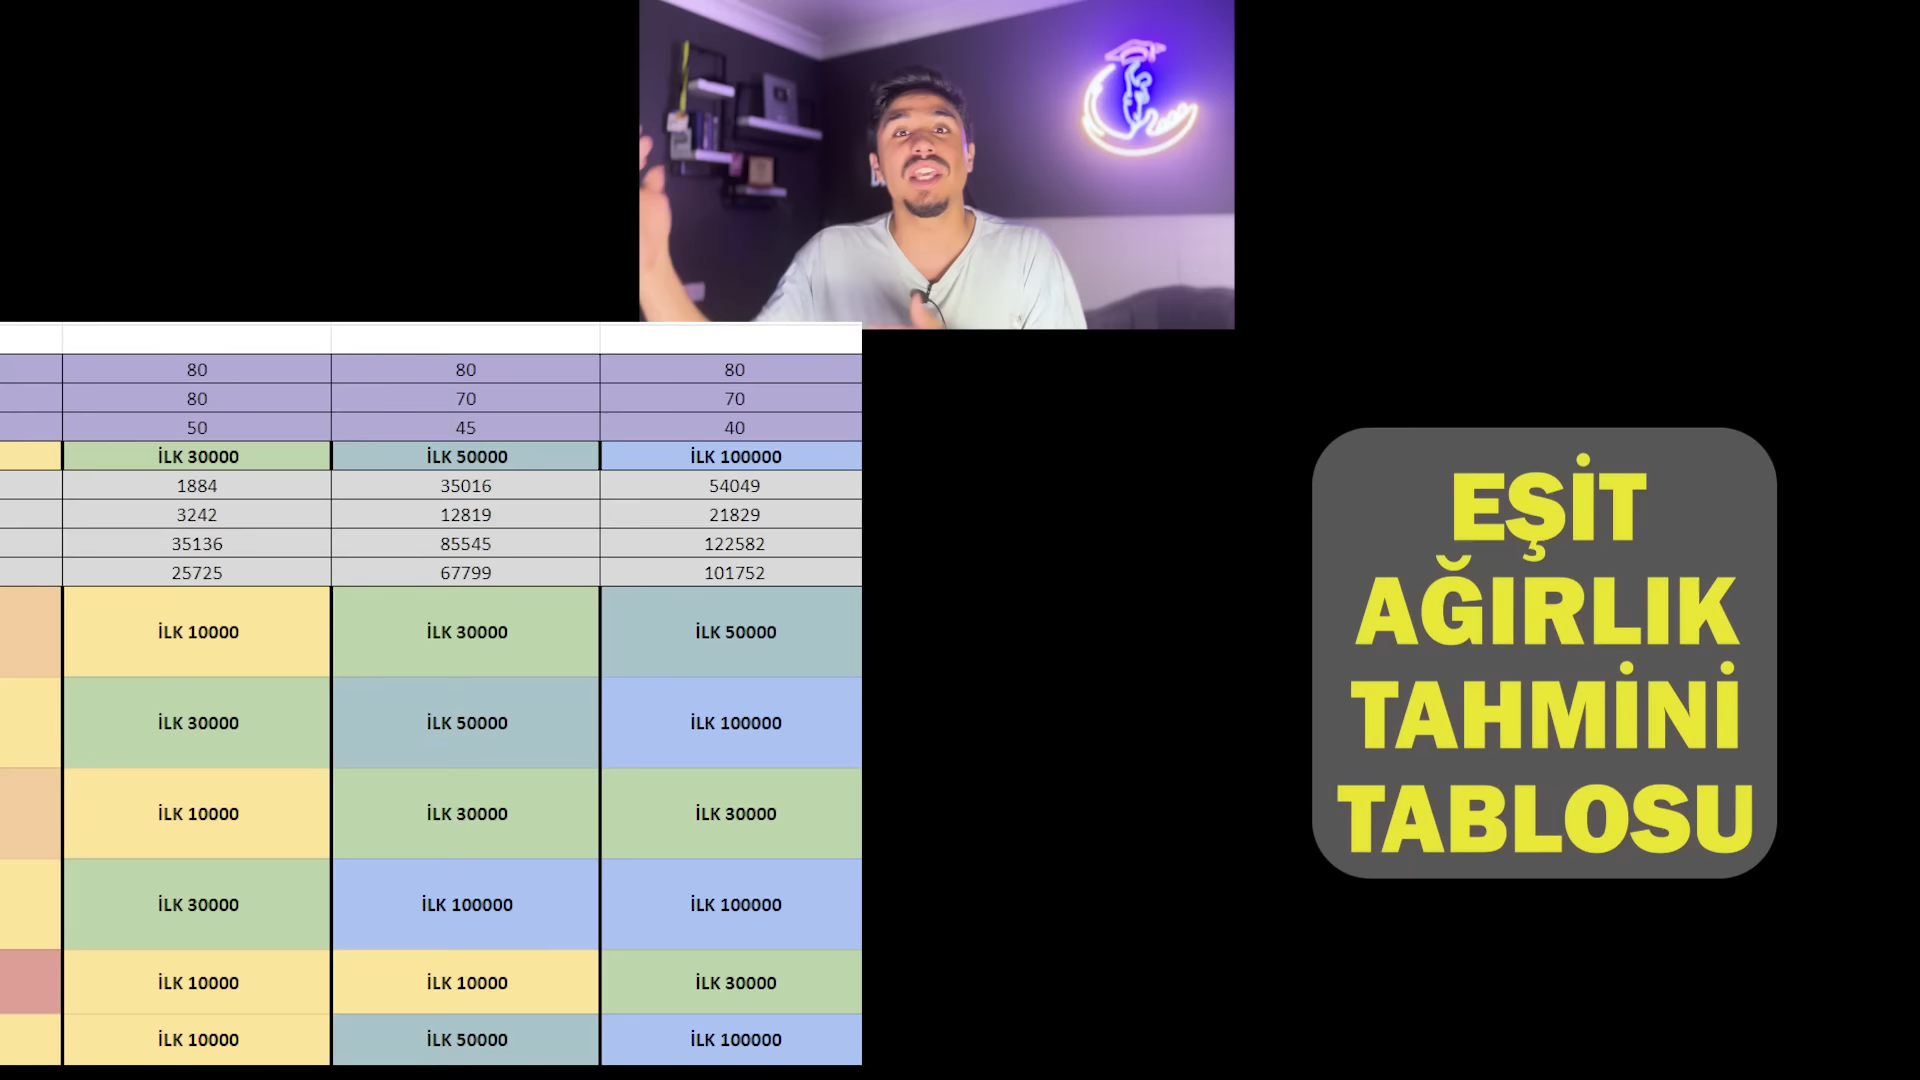 80 80 80
80 70 70
50 45 40
İLK 30000 İLK 50000 İLK 100000
1884 35016 54049
3242 12819 21829
35136 85545 122582
25725 67799 101752
İLK 10000 İLK 30000 İLK 50000
İLK 30000 İLK 50000 İLK 100000
İLK 10000 İLK 30000 İLK 30000
İLK 30000 İLK 100000 İLK 100000
İLK 10000 İLK 10000 İLK 30000
İLK 10000 İLK 50000 İLK 100000
EŞİT
AĞIRLIK
TAHMİNİ
TABLOSU